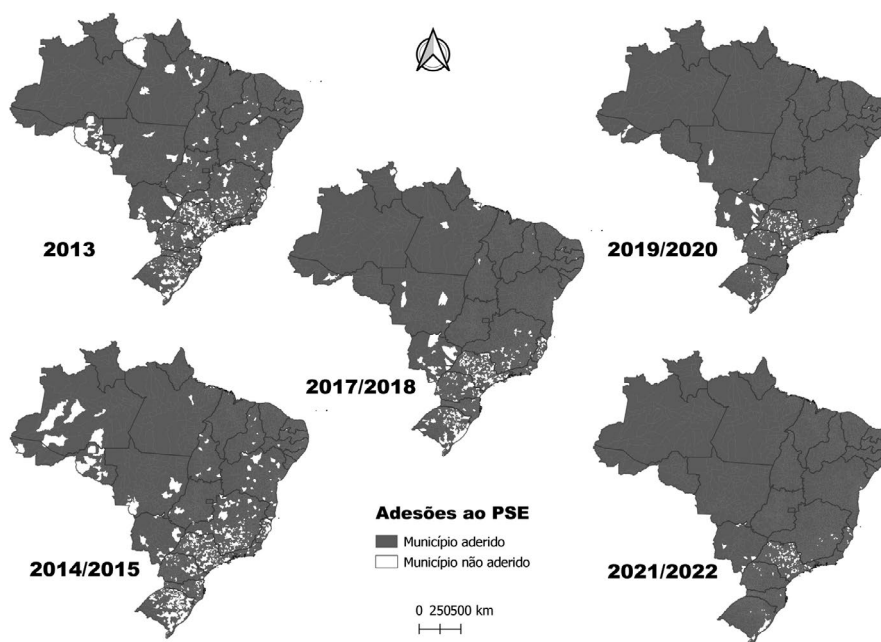 2013
2019/2020
2017/2018
2014/2015
Adesões ao PSE
Município aderido
Município não aderido
0 250500 km
2021/2022